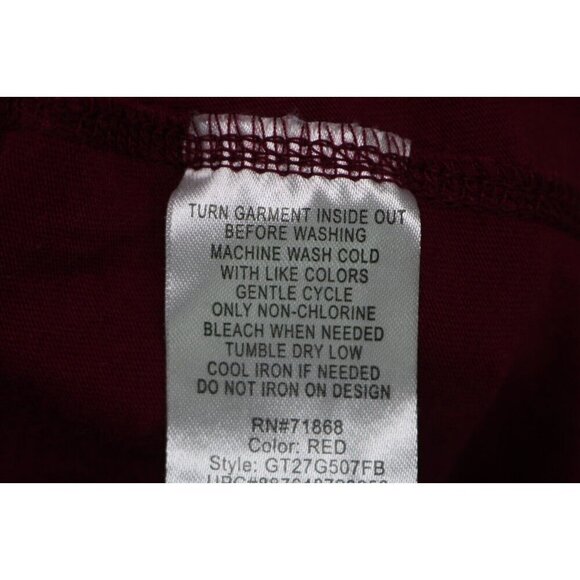 TURN GARMENT INSIDE OUT
BEFORE WASHING
MACHINE WASH COLD
WITH LIKE COLORS
GENTLE CYCLE
ONLY NON-CHLORINE
BLEACH WHEN NEEDED
TUMBLE DRY LOW
COOL IRON IF NEEDED
DO NOT IRON ON DESIGN
RN#71868
Color: RED
Style: GT27G507FB